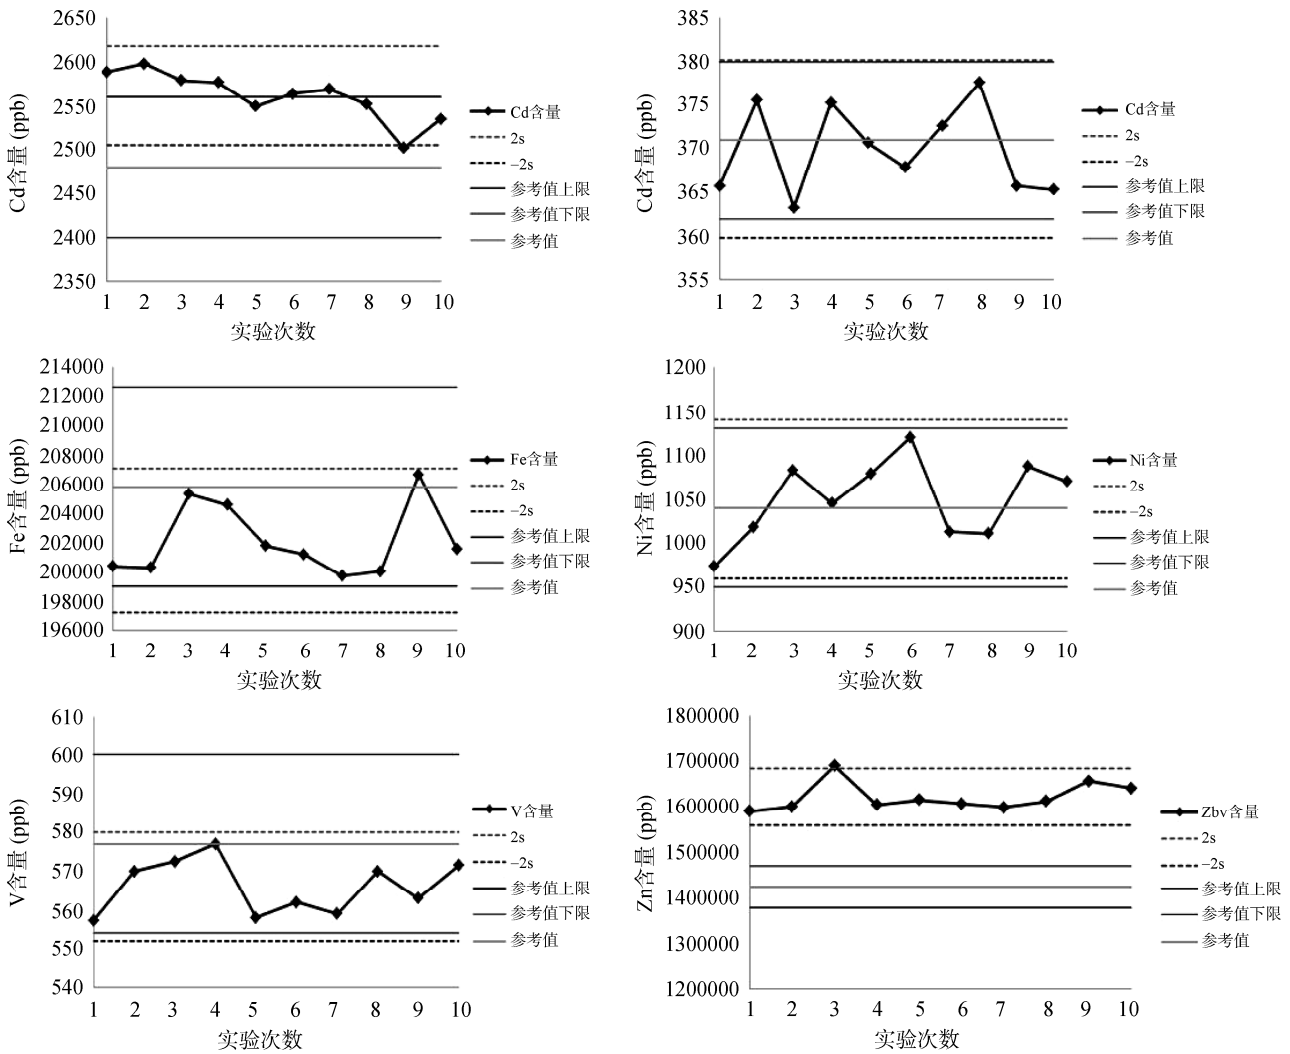 2650
2600
2550
2500
2450
2400
2350
Cd含量 (ppb)
1 2 3 4 5 6 7 8 9 10
实验次数
Cd含量
2s
–2s
参考值上限
参考值下限
参考值
385
380
375
370
365
360
355
Cd含量 (ppb)
1 2 3 4 5 6 7 8 9 10
实验次数
Cd含量
2s
–2s
参考值上限
参考值下限
参考值
214000
212000
210000
208000
206000
204000
202000
200000
198000
196000
Fe含量 (ppb)
1 2 3 4 5 6 7 8 9 10
实验次数
Fe含量
2s
–2s
参考值上限
参考值下限
参考值
1200
1150
1100
1050
1000
950
900
Ni含量 (ppb)
1 2 3 4 5 6 7 8 9 10
实验次数
Ni含量
2s
–2s
参考值上限
参考值下限
参考值
610
600
590
580
570
560
550
540
V含量 (ppb)
1 2 3 4 5 6 7 8 9 10
实验次数
V含量
2s
–2s
参考值上限
参考值下限
参考值
1800000
1700000
1600000
1500000
1400000
1300000
1200000
Zn含量 (ppb)
1 2 3 4 5 6 7 8 9 10
实验次数
Zbv含量
2s
–2s
参考值上限
参考值下限
参考值